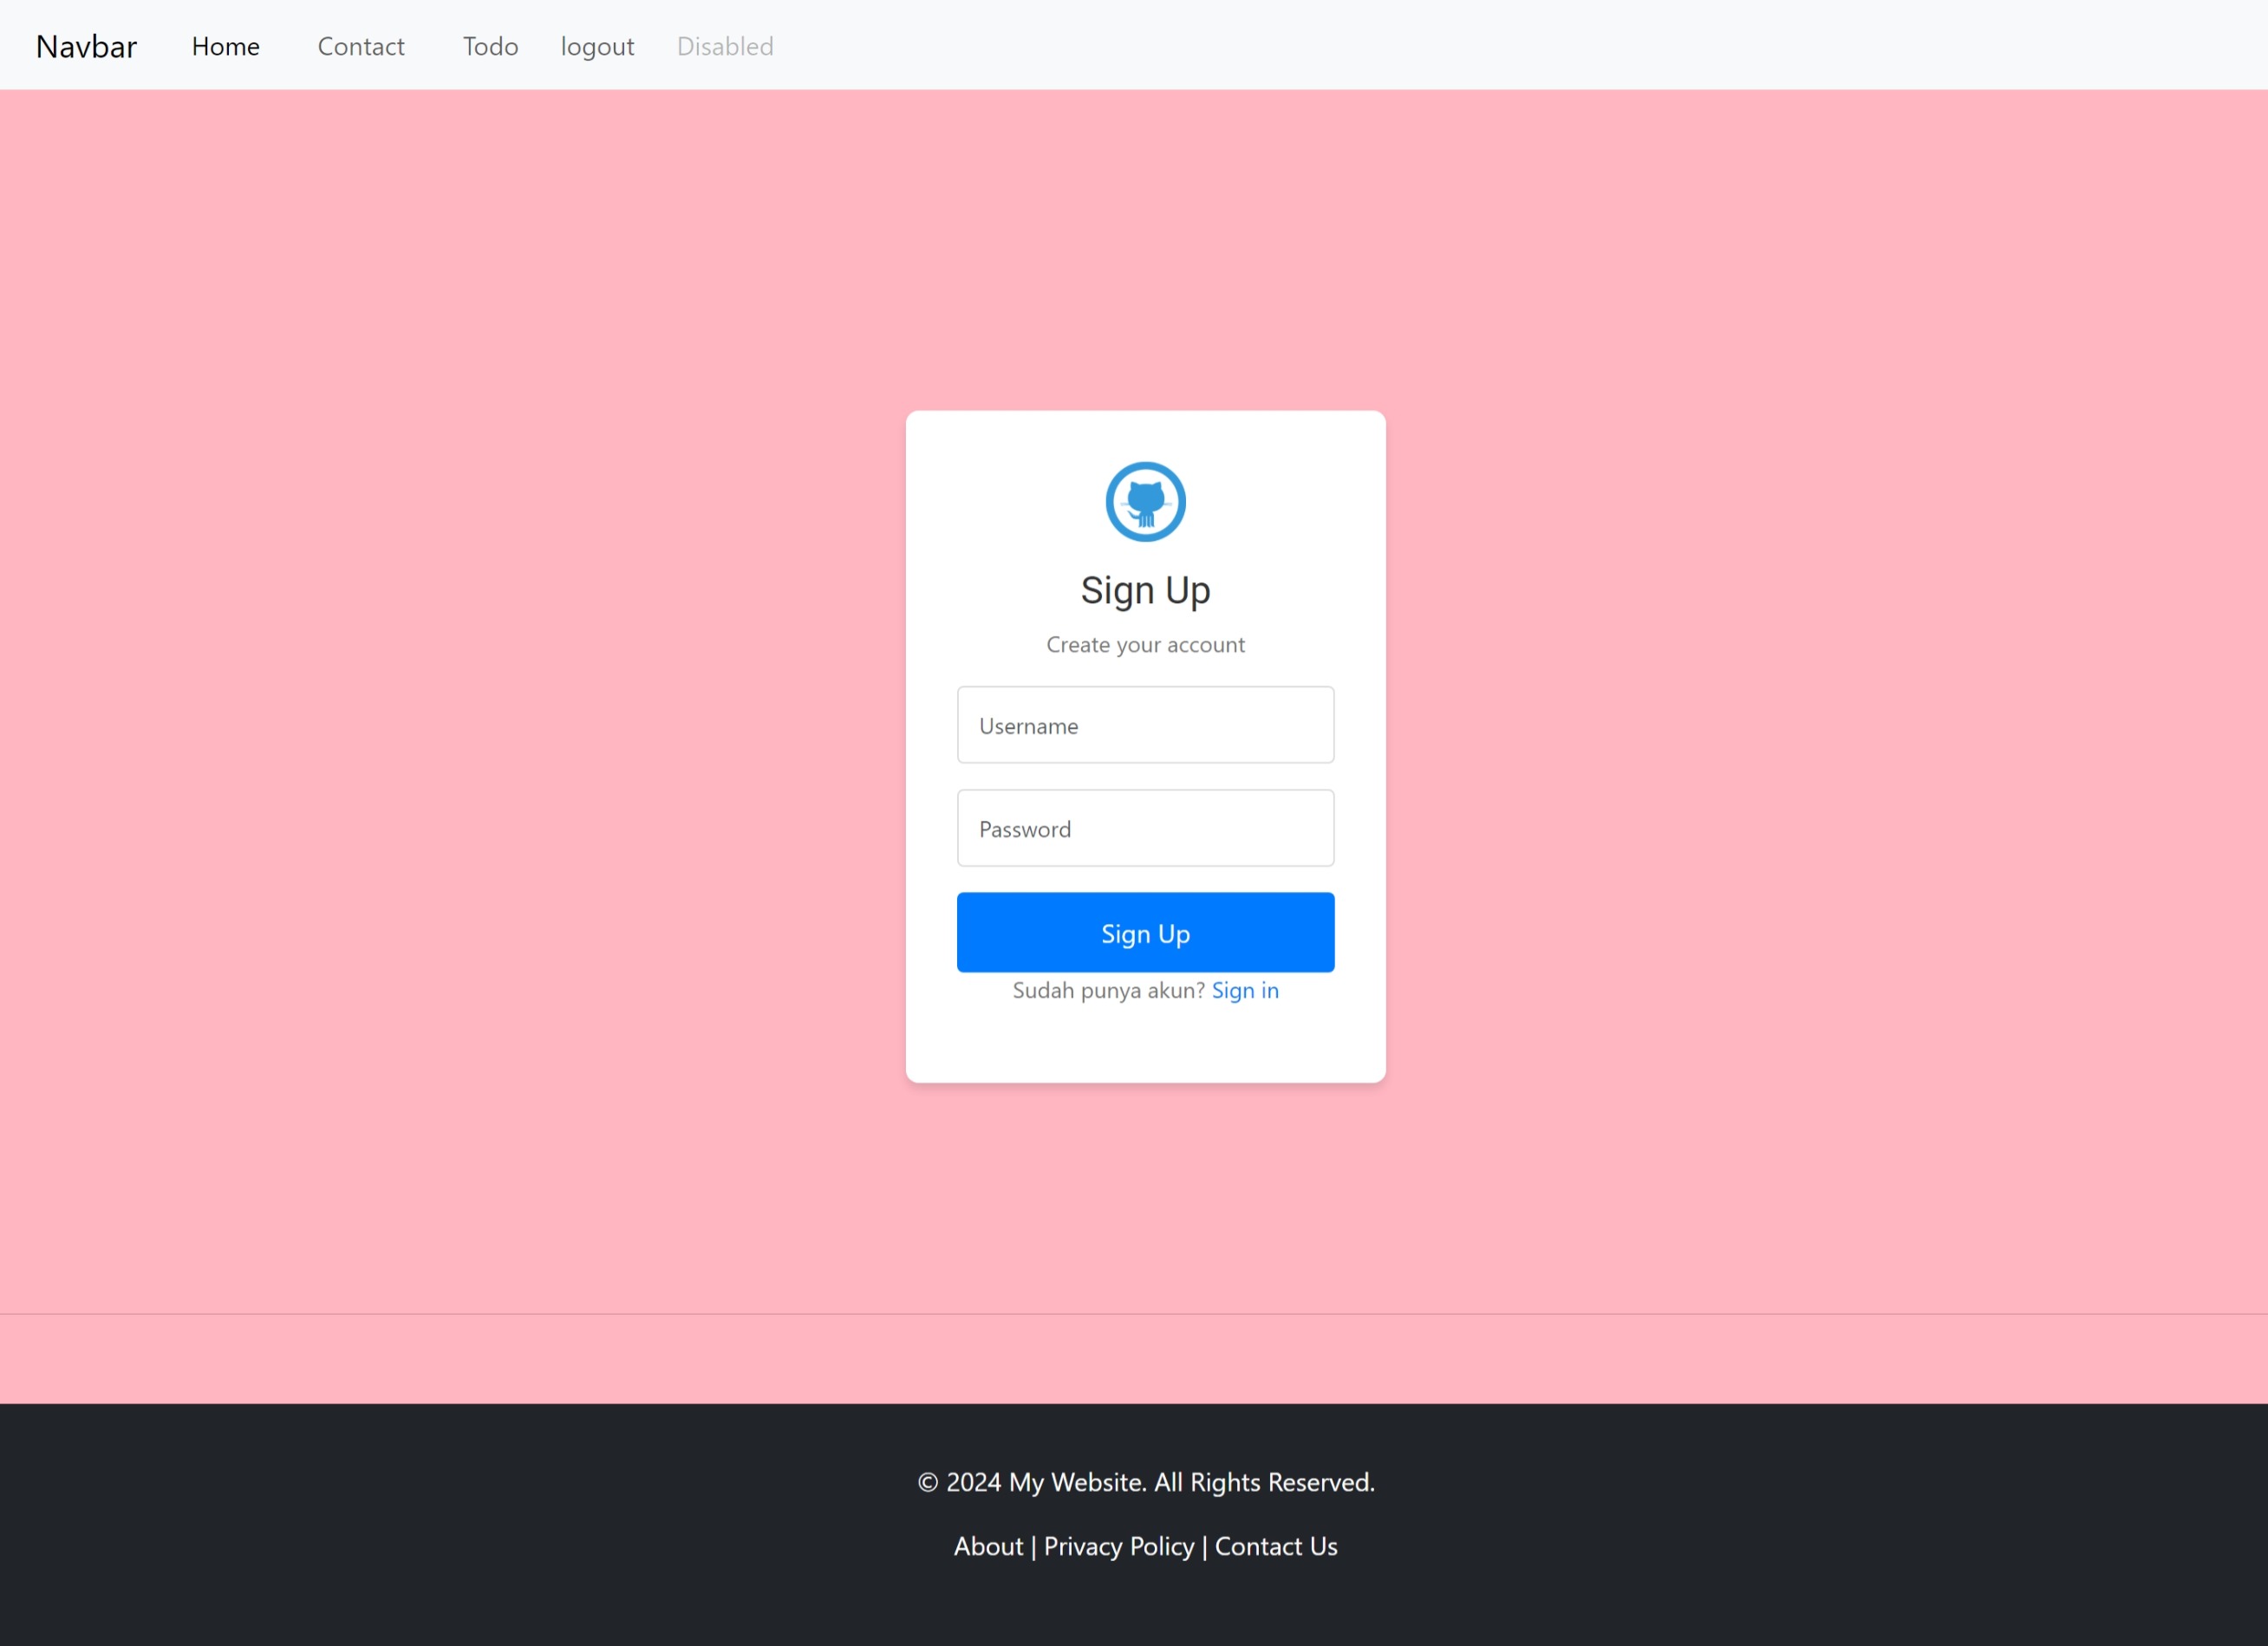 Navbar Home Contact Todo logout Disabled
Sign Up
Create your account
Username
Password
Sign Up
Sudah punya akun? Sign in
© 2024 My Website. All Rights Reserved.
About | Privacy Policy | Contact Us